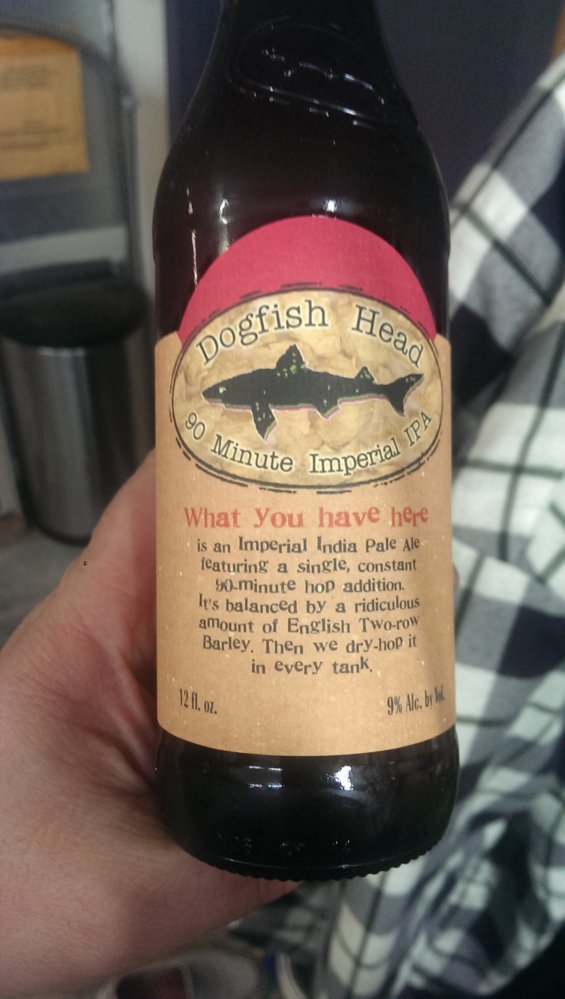 Dogfish Head
90 Minute Imperial IPA
What you have here
is an Imperial India Pale Ale
featuring a single, constant
90-minute hop addition.
It's balanced by a ridiculous
amount of English Two-row
Barley. Then we dry-hop it
in every tank.
12 fl. oz.
9% Alc. by Vol.